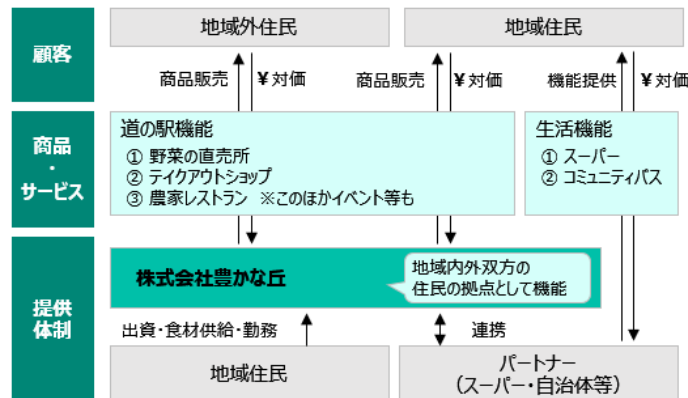 顧客
地域外住民
地域住民
商品販売
¥対価
商品販売
¥対価
機能提供
¥対価
商品
・
サービス
道の駅機能
① 野菜の直売所
② テイクアウトショップ
③ 農家レストラン ※このほかイベント等も
生活機能
① スーパー
② コミュニティバス
提供
体制
株式会社豊かな丘
地域内外双方の
住民の拠点として機能
出資・食材供給・勤務
連携
地域住民
パートナー
(スーパー・自治体等)